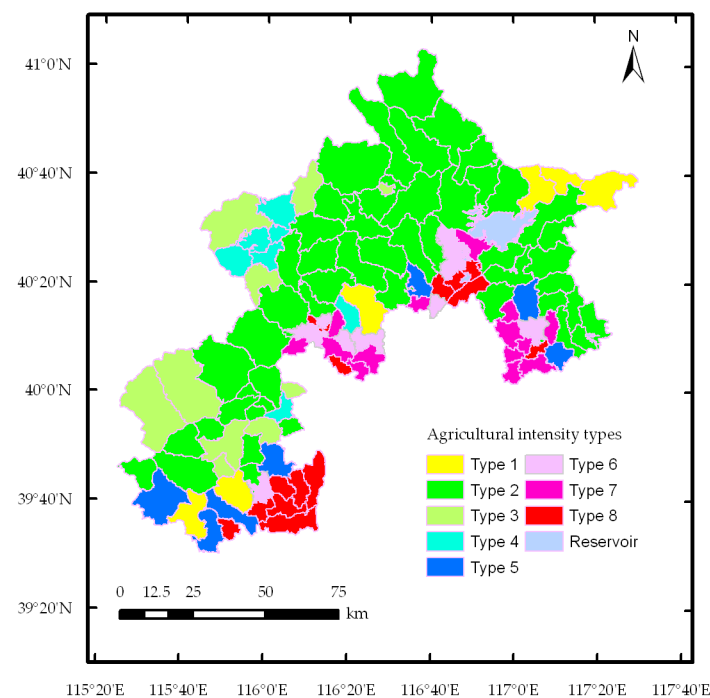 N
41°0'N
40°40'N
40°20'N
40°0'N
39°40'N
39°20'N
Agricultural intensity types
Type 1 Type 6
Type 2 Type 7
Type 3 Type 8
Type 4 Reservoir
Type 5
0 12.5 25 50 75
km
115°20'E 115°40'E 116°0'E 116°20'E 116°40'E 117°0'E 117°20'E 117°40'E